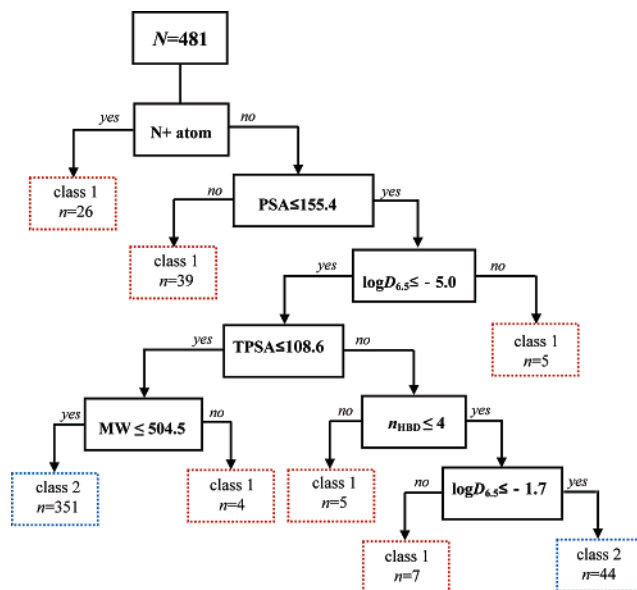 N=481
yes
no
N+ atom
class 1
n=26
no
yes
PSA≤155.4
class 1
n=39
yes
no
logD6.5≤ - 5.0
class 1
n=5
yes
no
TPSA≤108.6
yes
no
MW ≤ 504.5
no
yes
nHBD ≤ 4
class 2
n=351
class 1
n=4
class 1
n=5
no
yes
logD6.5≤ - 1.7
class 1
n=7
class 2
n=44